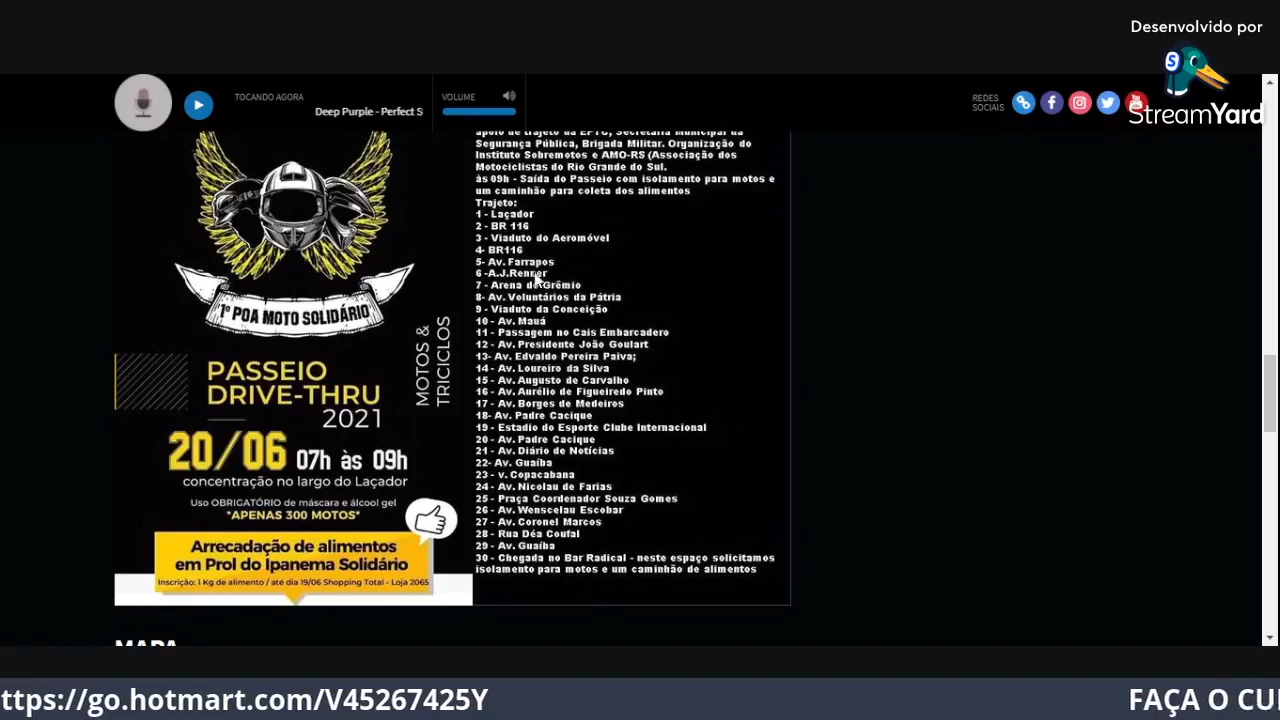 Desenvolvido por
StreamYard
TOCANDO AGORA
Deep Purple - Perfect S
VOLUME
REDES
SOCIAIS
1º POA MOTO SOLIDÁRIO
MOTOS &
TRICICLOS
PASSEIO
DRIVE-THRU
2021
20/06 07h às 09h
concentração no largo do Laçador
Uso OBRIGATÓRIO de máscara e álcool gel
*APENAS 300 MOTOS*
Arrecadação de alimentos
em Prol do Ipanema Solidário
Inscrição: 1 Kg de alimento / até dia 19/06 Shopping Total - Loja 2065
apoio de trajeto da EPTC, Secretaria Municipal da
Segurança Pública, Brigada Militar. Organização do
Instituto Sobremotos e AMO-RS (Associação dos
Motociclistas do Rio Grande do Sul.
às 09h - Saída do Passeio com isolamento para motos e
um caminhão para coleta dos alimentos
Trajeto:
1 - Laçador
2 - BR 116
3 - Viaduto do Aeromóvel
4- BR116
5- Av. Farrapos
6 -A.J.Renner
7 - Arena do Grêmio
8- Av. Voluntários da Pátria
9 - Viaduto da Conceição
10 - Av. Mauá
11 - Passagem no Cais Embarcadero
12 - Av. Presidente João Goulart
13- Av. Edvaldo Pereira Paiva;
14 - Av. Loureiro da Silva
15 - Av. Augusto de Carvalho
16 - Av. Aurélio de Figueiredo Pinto
17 - Av. Borges de Medeiros
18- Av. Padre Cacique
19 - Estadio do Esporte Clube Internacional
20 - Av. Padre Cacique
21 - Av. Diário de Notícias
22- Av. Guaíba
23 - v. Copacabana
24 - Av. Nicolau de Farias
25 - Praça Coordenador Souza Gomes
26 - Av. Wenscelau Escobar
27 - Av. Coronel Marcos
28 - Rua Déa Coufal
29 - Av. Guaíba
30 - Chegada no Bar Radical - neste espaço solicitamos
isolamento para motos e um caminhão de alimentos
MAPA
ttps://go.hotmart.com/V45267425Y
FAÇA O CU